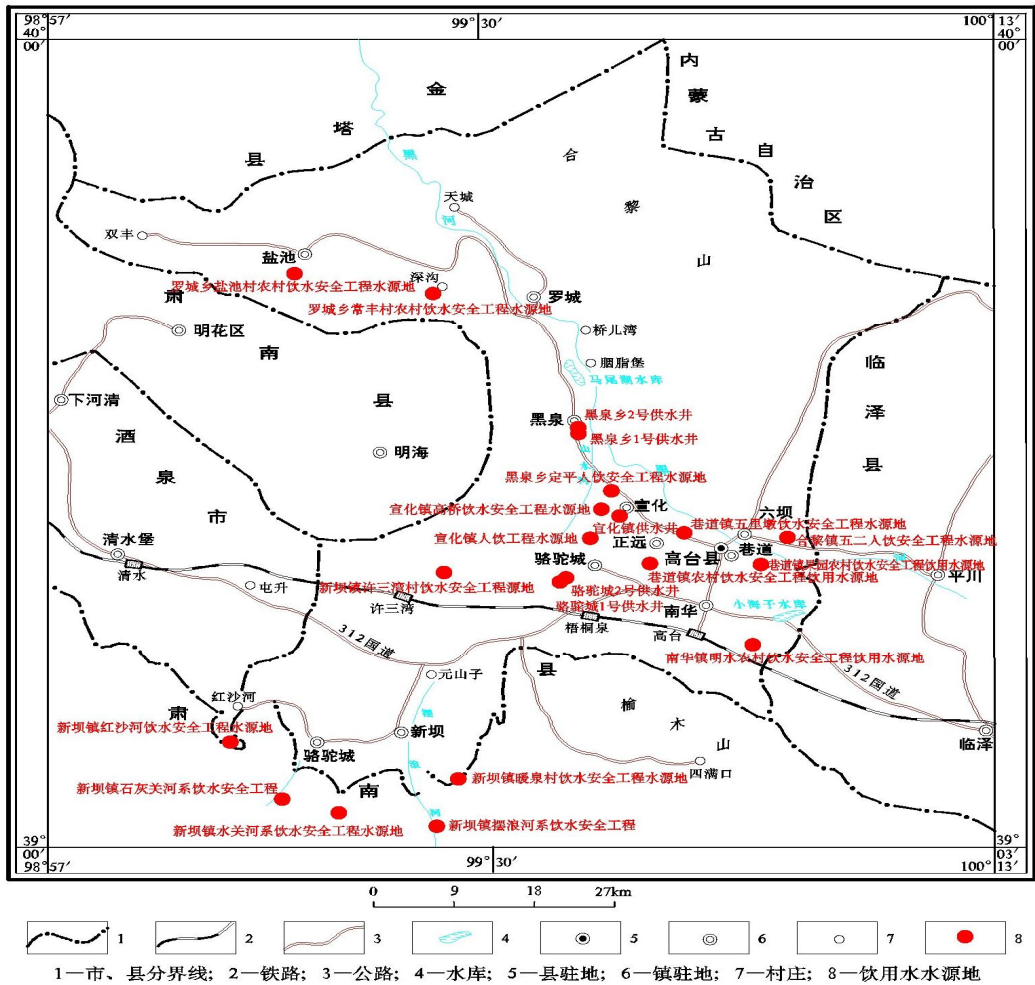 98°57′
99°30′
100°13′
40°
00′
40°
00′
金
塔
县
内
蒙
古
自
治
区
合
黎
山
黑
河
天城
双丰
盐池
深沟
罗城乡盐池村农村饮水安全工程水源地
罗城乡常丰村农村饮水安全工程水源地
罗城
肃
南
县
明花区
桥儿湾
胭脂堡
马尾湖水库
临
泽
县
下河清
酒
泉
市
明海
黑泉
黑泉乡2号供水井
黑泉乡1号供水井
黑
黑泉乡定平人饮安全工程水源地
宣化镇高桥饮水安全工程水源地
宣化
宣化镇供水井
六坝
巷道镇五里墩饮水安全工程水源地
合黎镇五二人饮安全工程水源地
宣化镇人饮工程水源地
正远
高台县
巷道
清水堡
清水
骆驼城
巷道镇果园农村饮水安全工程饮用水源地
巷道镇农村饮水安全工程饮用水源地
河
平川
屯升
新坝镇许三湾村饮水安全工程水源地
骆驼城2号供水井
骆驼城1号供水井
许三湾
梧桐泉
南华
小海子水库
高台
312国道
南华镇明水农村饮水安全工程饮用水源地
312国道
元山子
县
榆
木
山
肃
红沙河
新坝镇红沙河饮水安全工程水源地
骆驼城
新坝
摆
浪
河
临泽
四满口
南
新坝镇暖泉村饮水安全工程水源地
新坝镇石灰关河系饮水安全工程
新坝镇水关河系饮水安全工程水源地
新坝镇摆浪河系饮水安全工程
39°
00′
98°57′
99°30′
39°
03′
100°13′
0 9 18 27km
1 2 3 4 5 6 7 8
1—市、县分界线; 2—铁路; 3—公路; 4—水库; 5—县驻地; 6—镇驻地; 7—村庄; 8—饮用水水源地